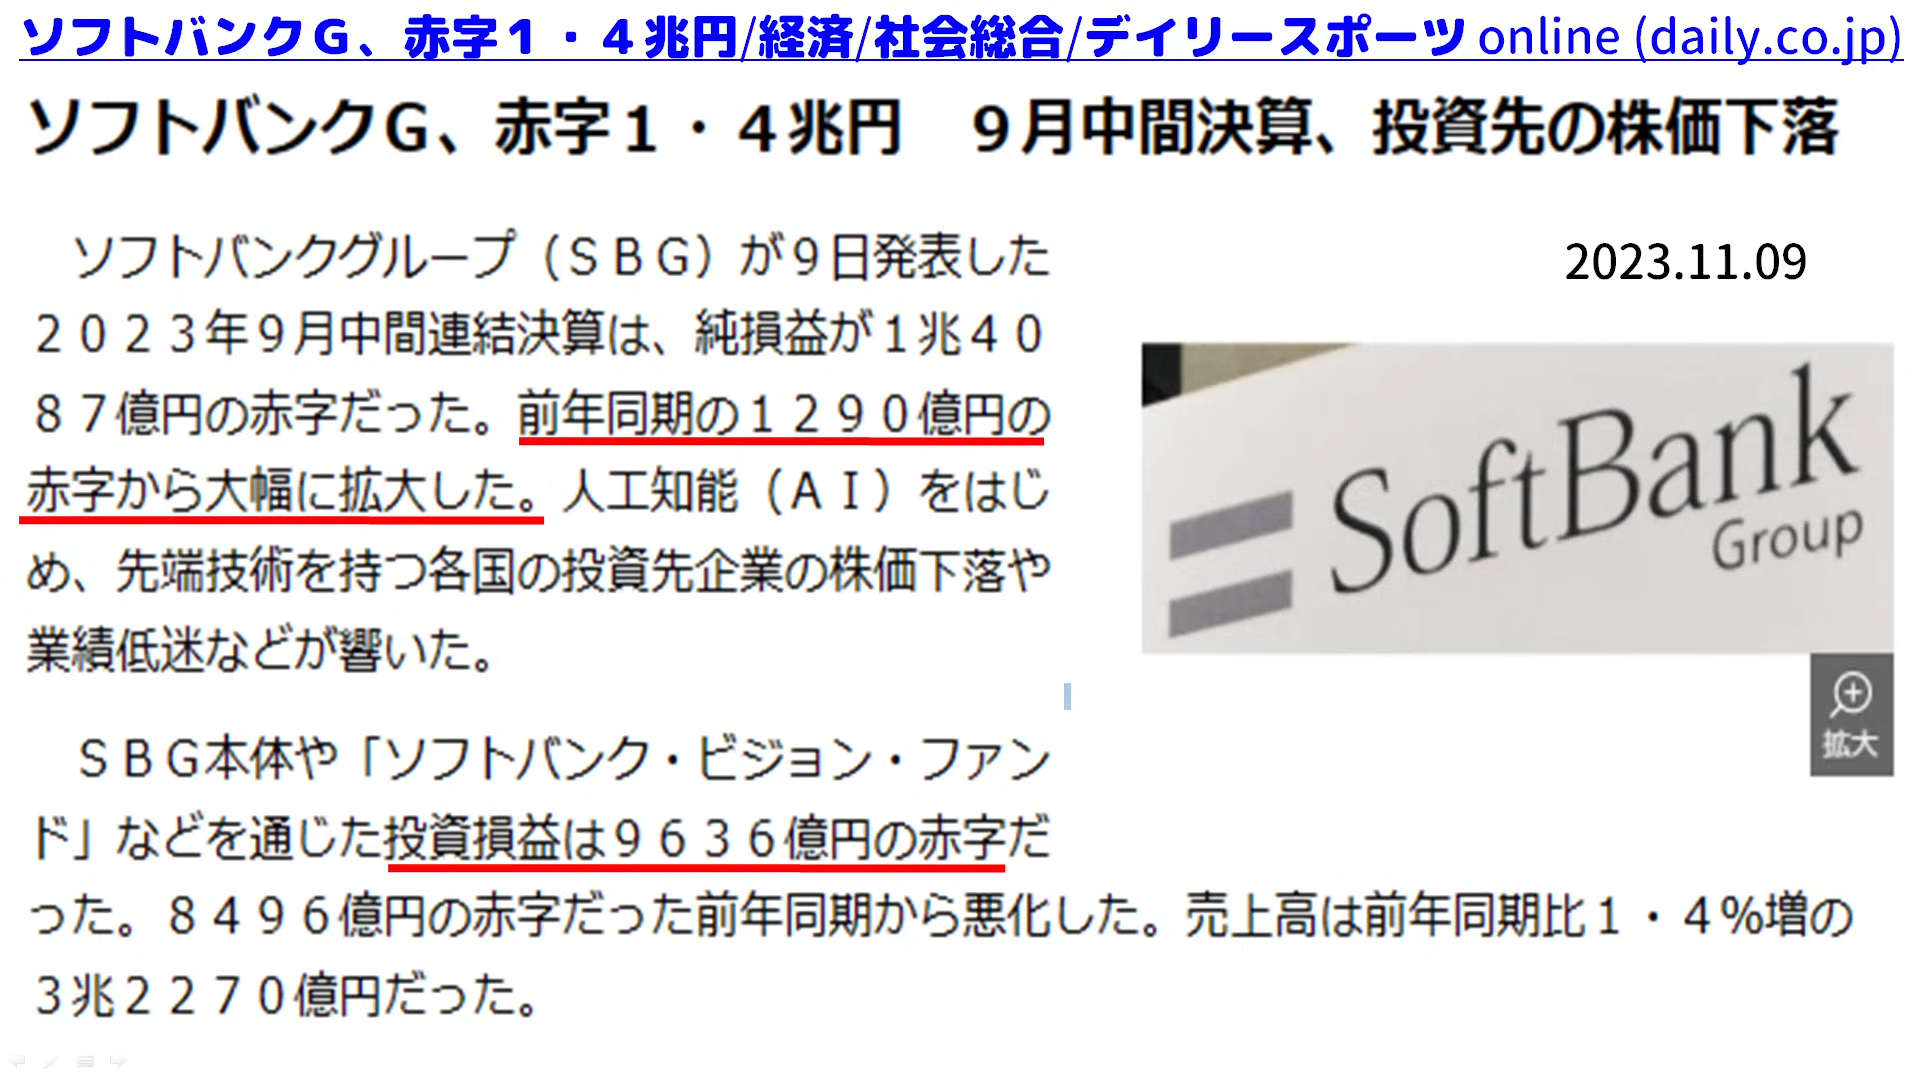 ソフトバンクＧ、赤字１・４兆円/経済/社会総合/デイリースポーツ online (daily.co.jp)
ソフトバンクＧ、赤字１・４兆円　９月中間決算、投資先の株価下落
2023.11.09
　ソフトバンクグループ（ＳＢＧ）が９日発表した
２０２３年９月中間連結決算は、純損益が１兆４０
８７億円の赤字だった。前年同期の１２９０億円の
赤字から大幅に拡大した。人工知能（ＡＩ）をはじ
め、先端技術を持つ各国の投資先企業の株価下落や
業績低迷などが響いた。
SoftBank
Group
拡大
　ＳＢＧ本体や「ソフトバンク・ビジョン・ファン
ド」などを通じた投資損益は９６３６億円の赤字だ
った。８４９６億円の赤字だった前年同期から悪化した。売上高は前年同期比１・４％増の
３兆２２７０億円だった。